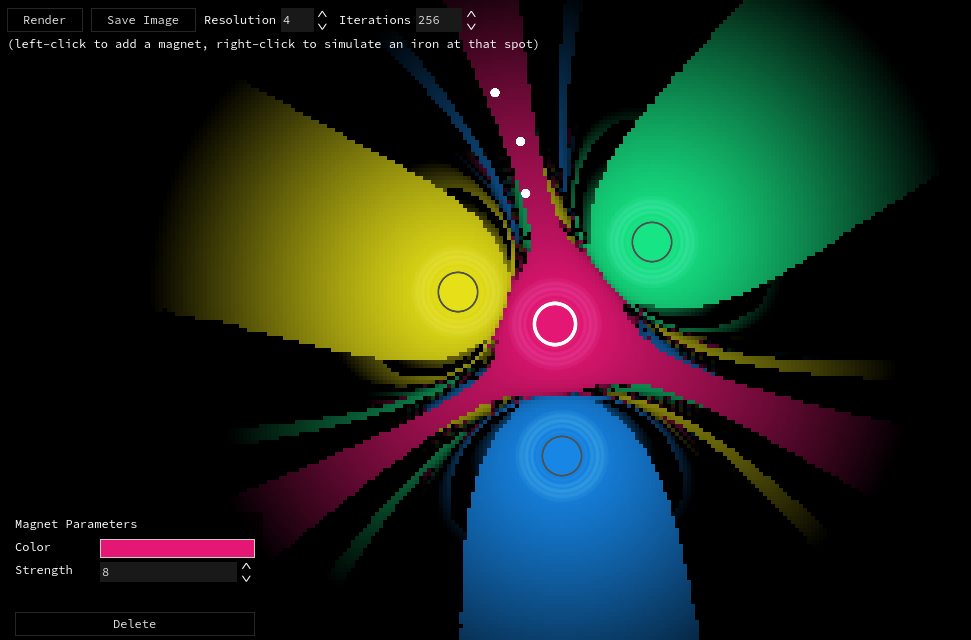 Render Save Image Resolution 4 Iterations 256
(left-click to add a magnet, right-click to simulate an iron at that spot)
Magnet Parameters
Color
Strength 8
Delete